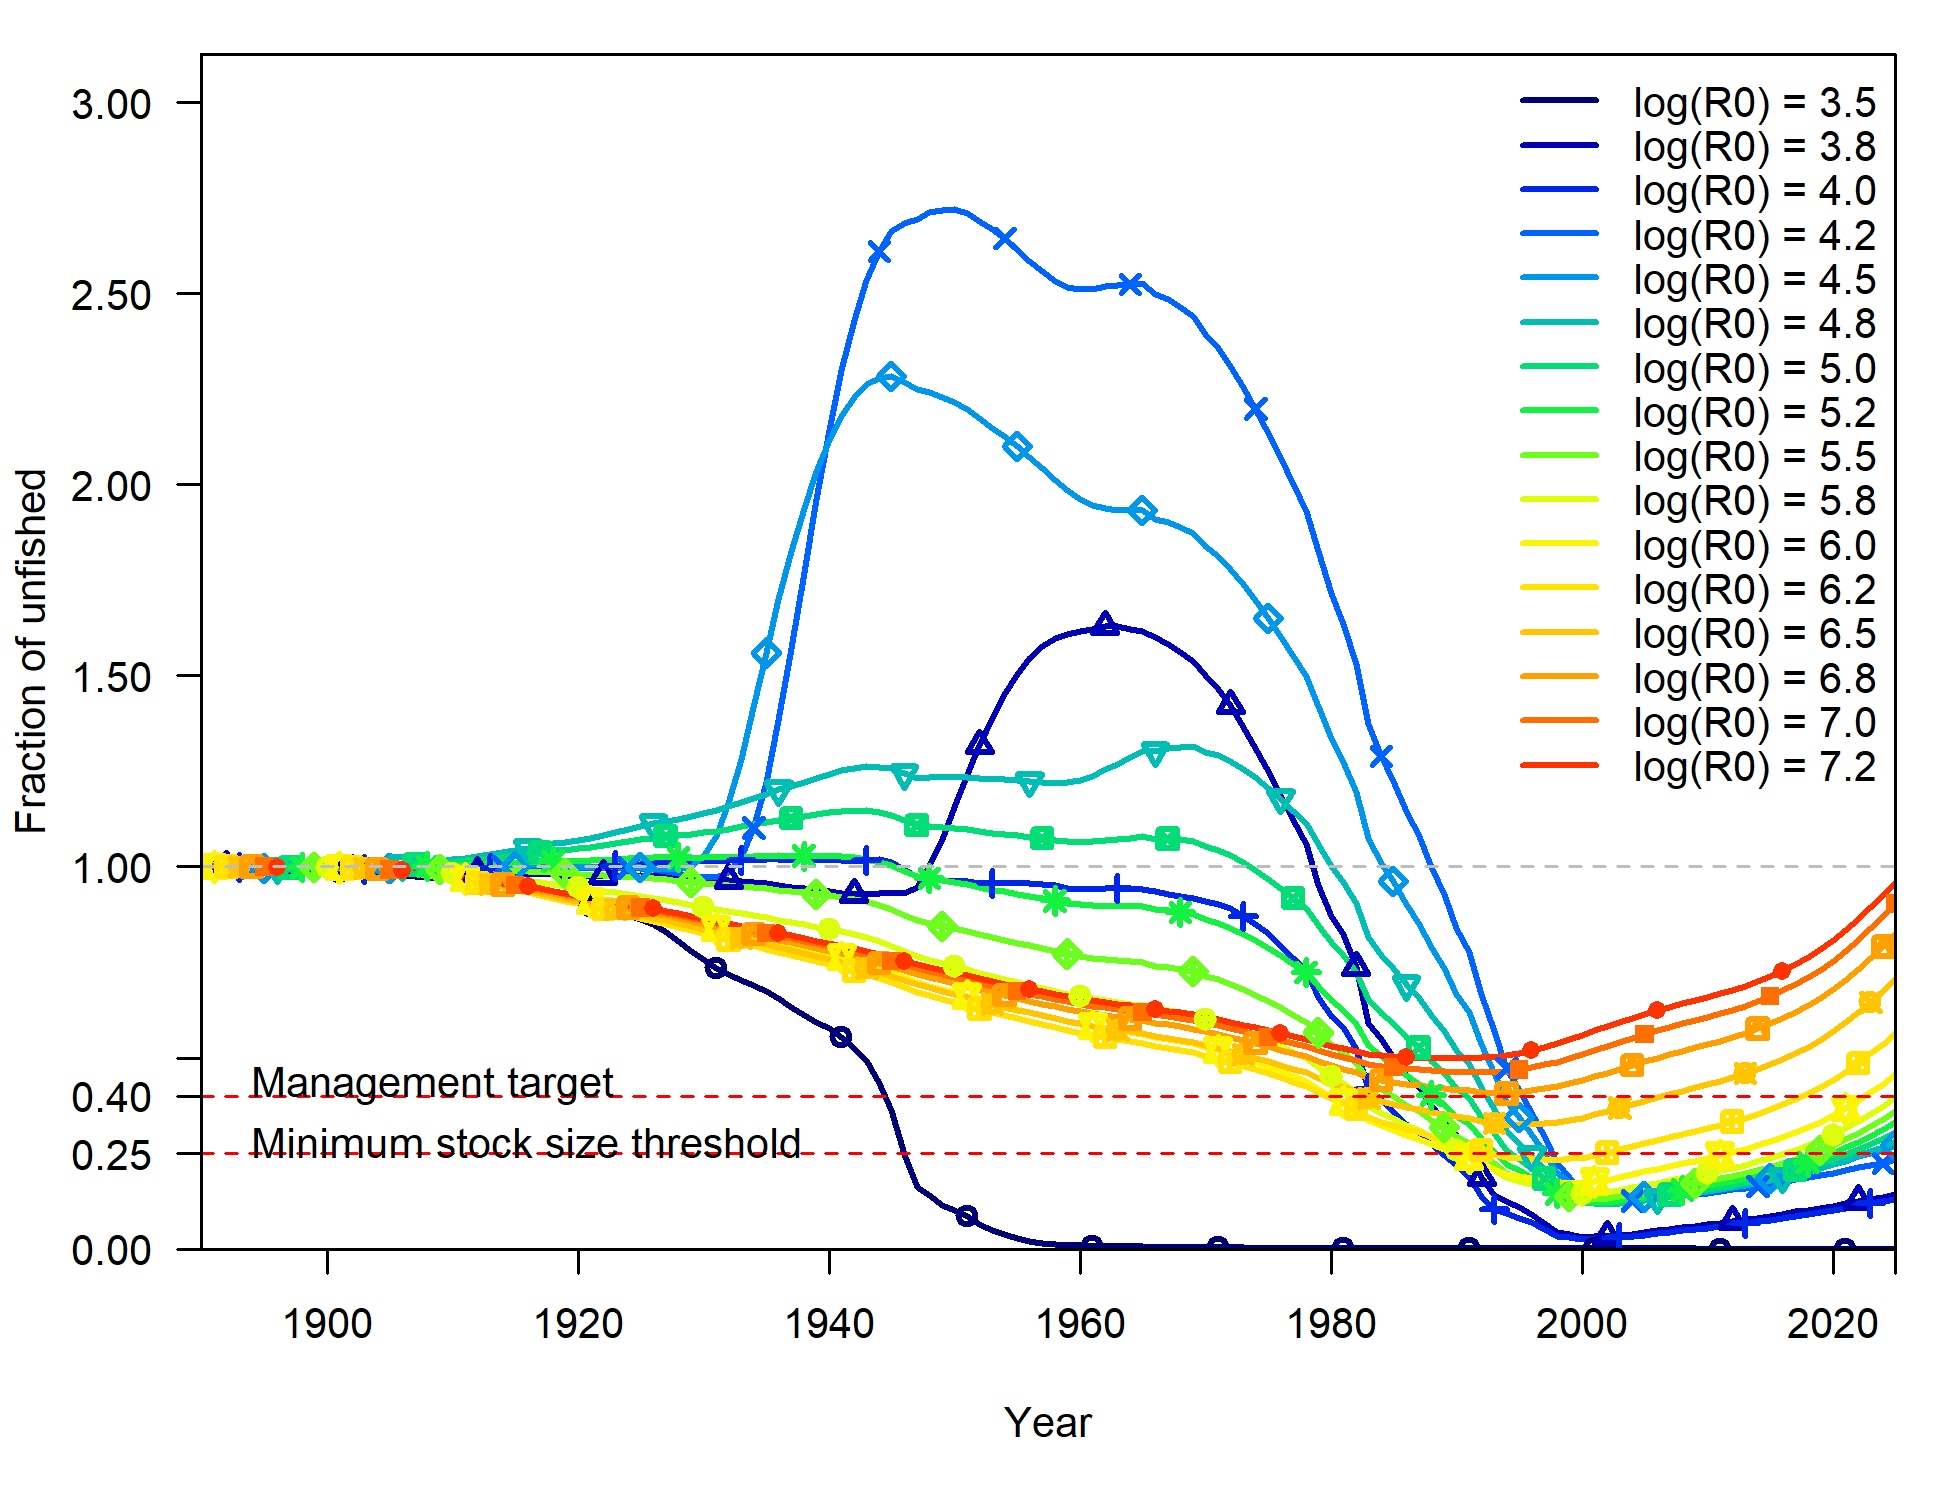 3.00
2.50
2.00
1.50
1.00
0.40
0.25
0.00
Fraction of unfished
Management target
Minimum stock size threshold
log(R0) = 3.5
log(R0) = 3.8
log(R0) = 4.0
log(R0) = 4.2
log(R0) = 4.5
log(R0) = 4.8
log(R0) = 5.0
log(R0) = 5.2
log(R0) = 5.5
log(R0) = 5.8
log(R0) = 6.0
log(R0) = 6.2
log(R0) = 6.5
log(R0) = 6.8
log(R0) = 7.0
log(R0) = 7.2
1900 1920 1940 1960 1980 2000 2020
Year